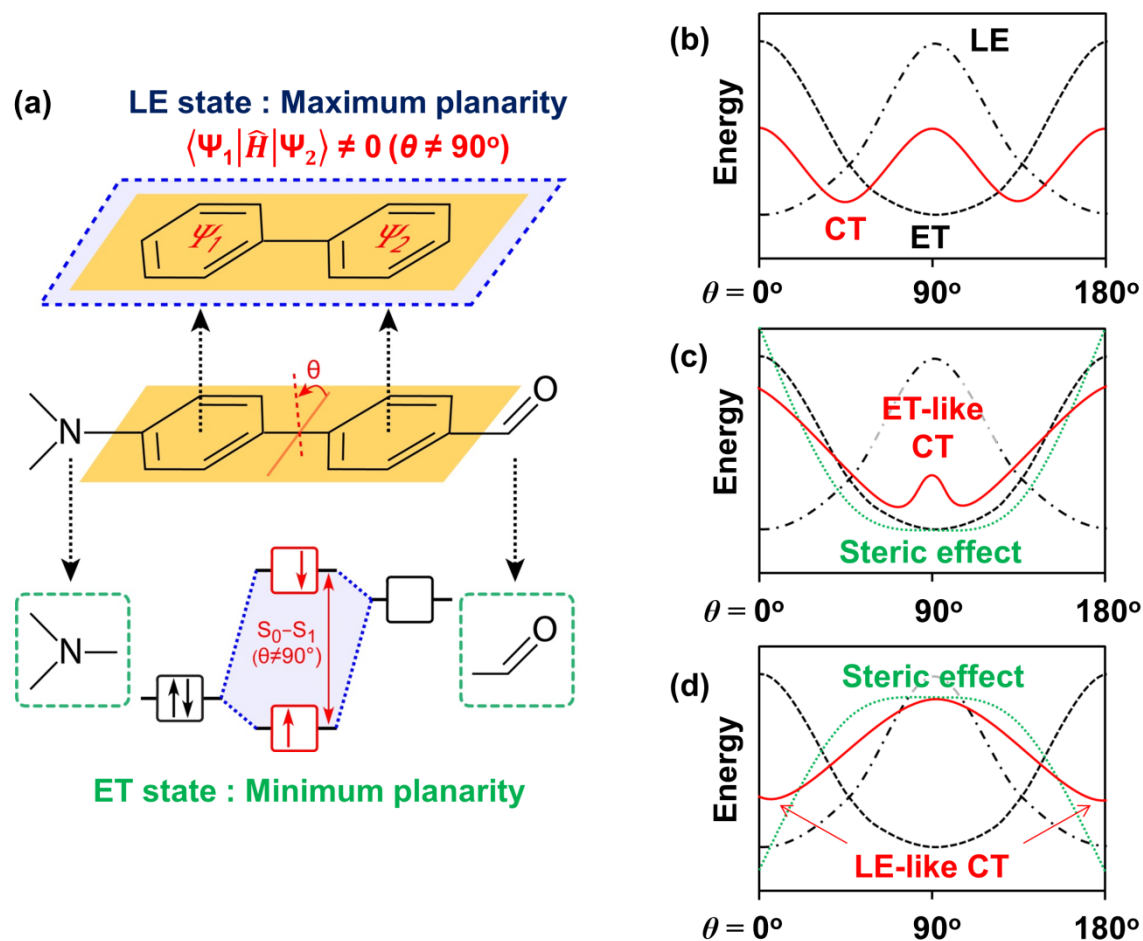 (a)
LE state : Maximum planarity
⟨Ψ₁|Ĥ|Ψ₂⟩ ≠ 0 (θ ≠ 90°)
Ψ₁
Ψ₂
θ
N
O
S₀–S₁
(θ≠90°)
N
O
ET state : Minimum planarity
(b)
Energy
LE
CT
ET
θ = 0° 90° 180°
(c)
Energy
ET-like
CT
Steric effect
θ = 0° 90° 180°
(d)
Energy
Steric effect
LE-like CT
θ = 0° 90° 180°